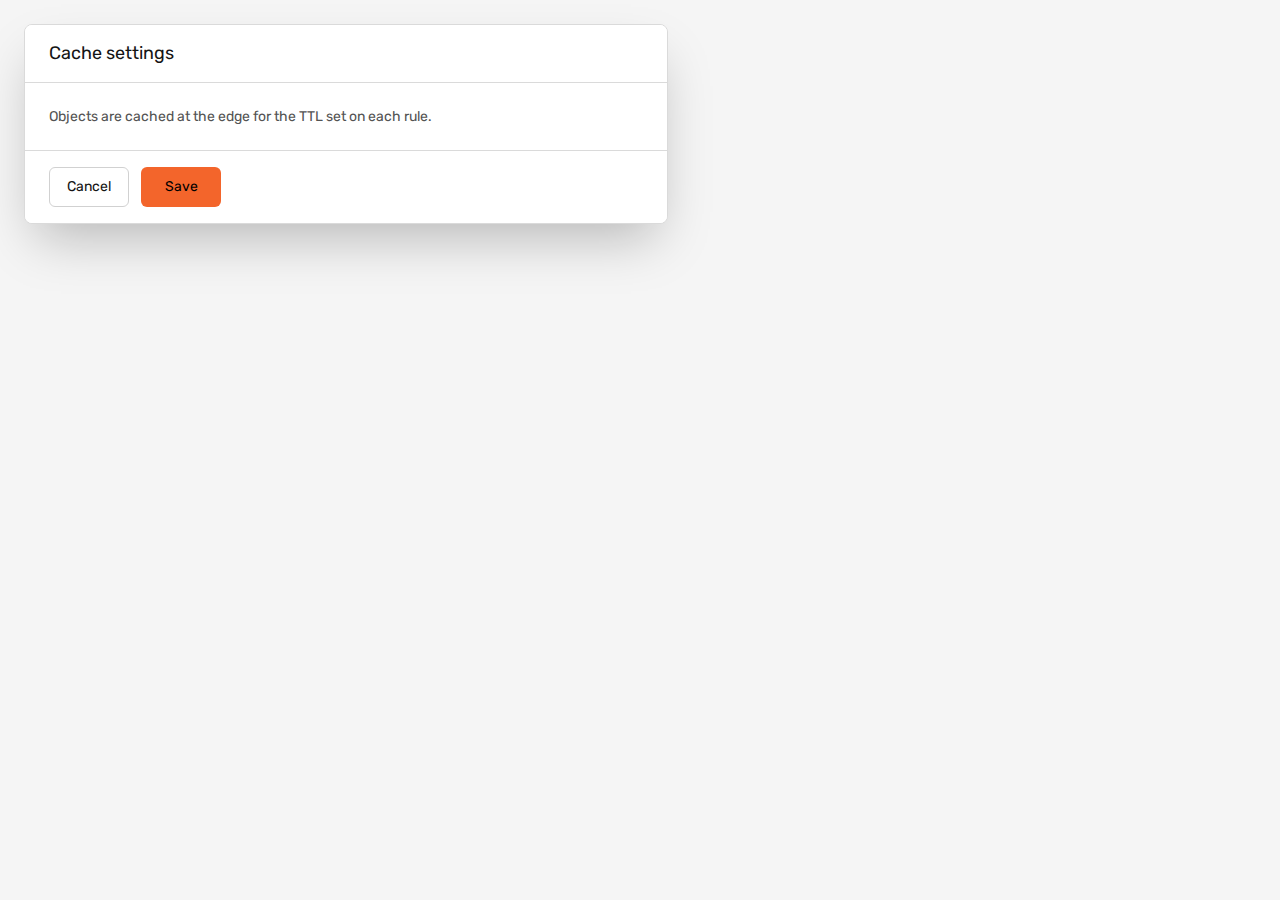 Cache settings
Objects are cached at the edge for the TTL set on each rule.
Cancel
Save